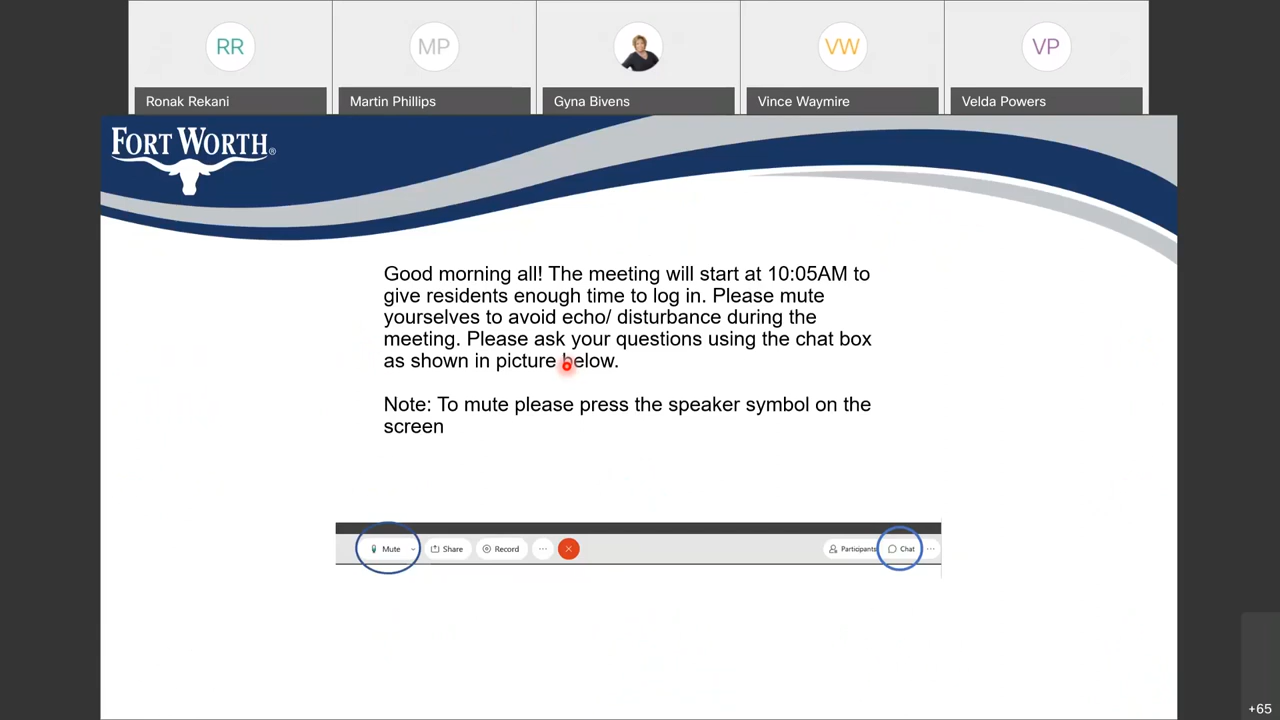 RR
MP
VW
VP
Ronak Rekani
Martin Phillips
Gyna Bivens
Vince Waymire
Velda Powers
FORT WORTH®
Good morning all! The meeting will start at 10:05AM to
give residents enough time to log in. Please mute
yourselves to avoid echo/ disturbance during the
meeting. Please ask your questions using the chat box
as shown in picture below.
Note: To mute please press the speaker symbol on the
screen
Mute
Share
Record
Participants
Chat
+65